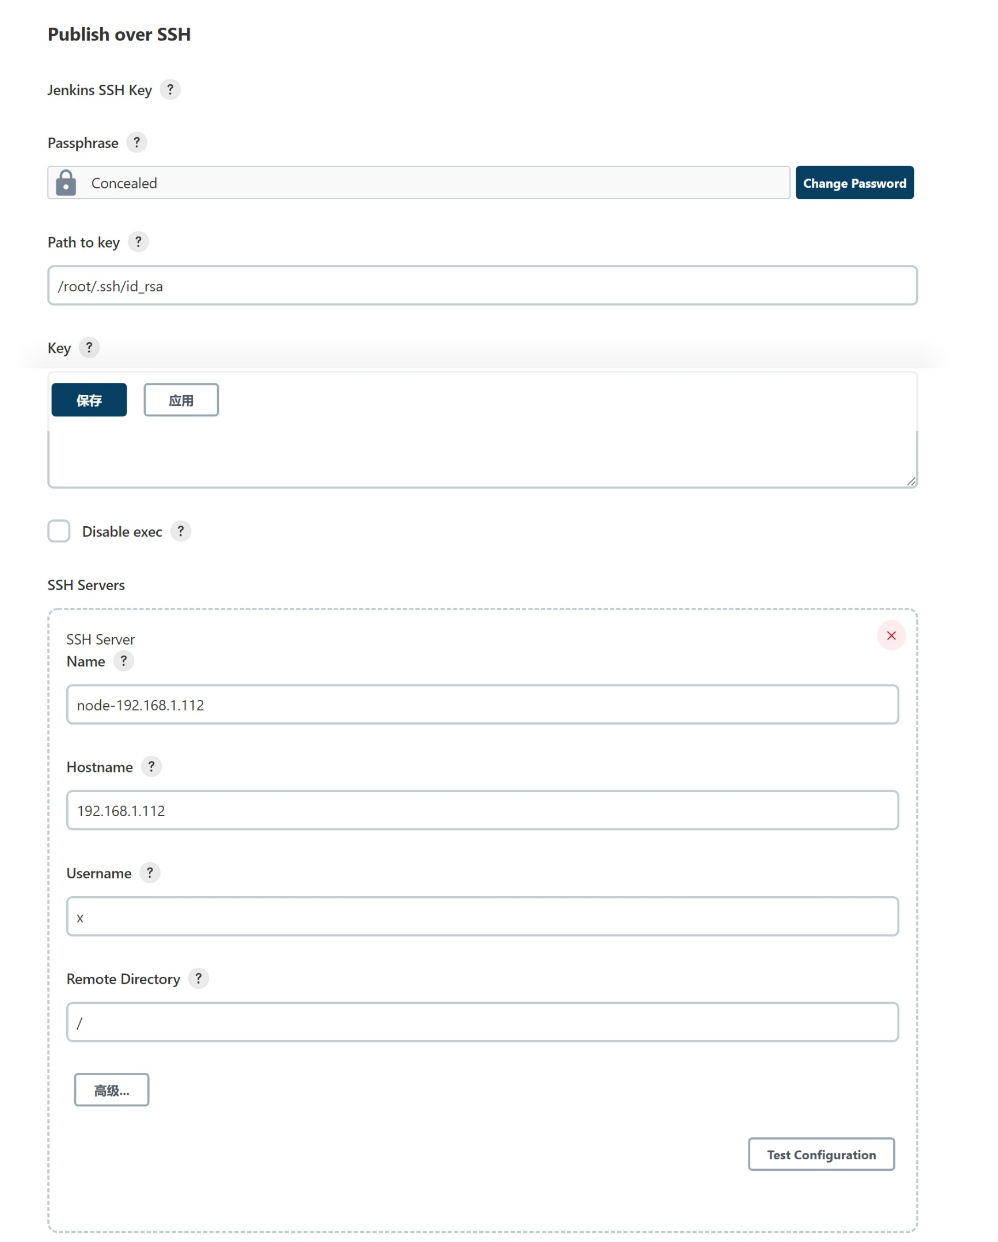 Publish over SSH
Jenkins SSH Key ?
Passphrase ?
Concealed
Change Password
Path to key ?
/root/.ssh/id_rsa
Key ?
保存
应用
Disable exec ?
SSH Servers
SSH Server
Name ?
node-192.168.1.112
Hostname ?
192.168.1.112
Username ?
x
Remote Directory ?
/
高级...
Test Configuration